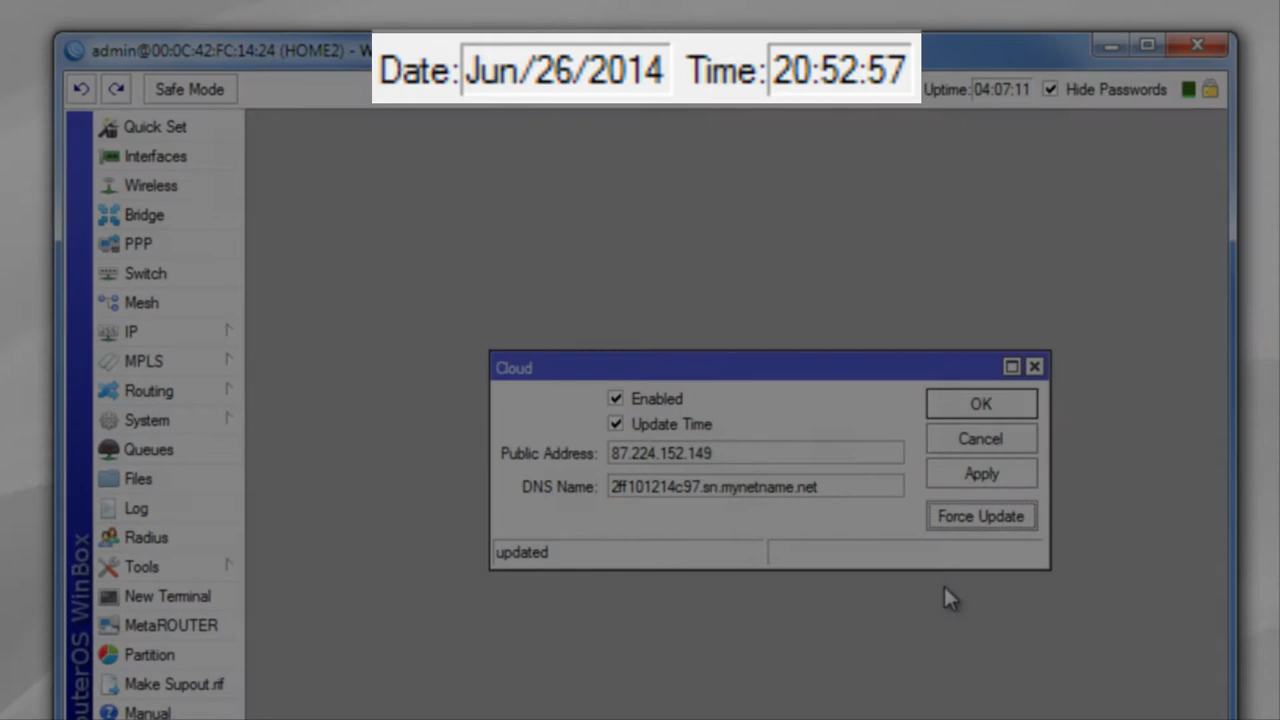 admin@00:0C:42:FC:14:24 (HOME2) - W
Date: Jun/26/2014 Time: 20:52:57
Safe Mode
Uptime: 04:07:11 Hide Passwords
Quick Set
Interfaces
Wireless
Bridge
PPP
Switch
Mesh
IP
MPLS
Routing
System
Queues
Files
Log
Radius
Tools
New Terminal
MetaROUTER
Partition
Make Supout.rif
Manual
uterOS WinBox
Cloud
Enabled
Update Time
Public Address: 87.224.152.149
DNS Name: 2ff101214c97.sn.mynetname.net
OK
Cancel
Apply
Force Update
updated